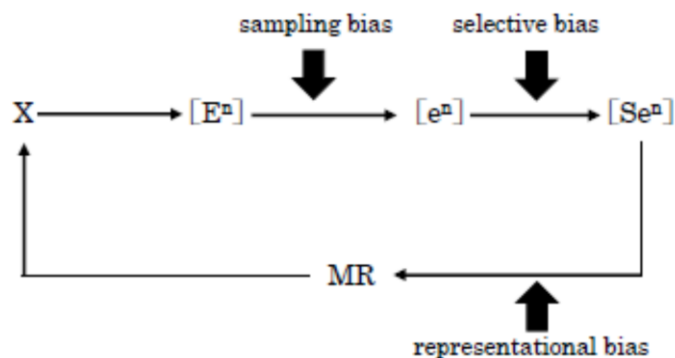 sampling bias selective bias
X [Eⁿ] [eⁿ] [Seⁿ]
MR
representational bias